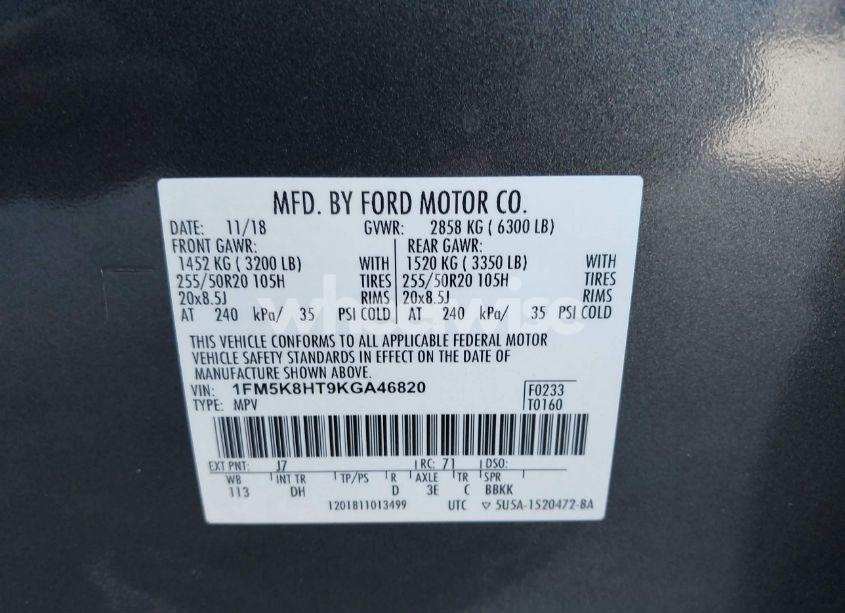 MFD. BY FORD MOTOR CO.
DATE: 11/18 GVWR: 2858 KG ( 6300 LB)
FRONT GAWR: REAR GAWR:
1452 KG ( 3200 LB) WITH 1520 KG ( 3350 LB) WITH
255/50R20 105H TIRES 255/50R20 105H TIRES
20x8.5J RIMS 20x8.5J RIMS
AT 240 kPa/ 35 PSI COLD AT 240 kPa/ 35 PSI COLD
THIS VEHICLE CONFORMS TO ALL APPLICABLE FEDERAL MOTOR
VEHICLE SAFETY STANDARDS IN EFFECT ON THE DATE OF
MANUFACTURE SHOWN ABOVE.
VIN: 1FM5K8HT9KGA46820 F0233
TYPE: MPV T0160
EXT PNT: J7 RC: 71 DSO:
WB INT TR TP/PS R AXLE TR SPR
113 DH D 3E C BBKK
1201811013499 UTC ▽ 5U5A-1520472-BA